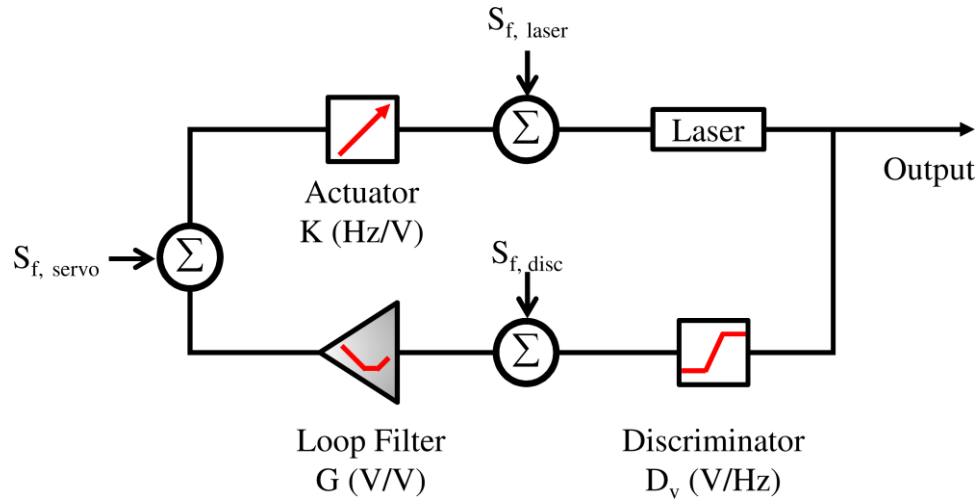 S_f, laser
Σ
Laser
Output
Actuator
K (Hz/V)
S_f, servo
Σ
S_f, disc
Σ
Loop Filter
G (V/V)
Discriminator
D_v (V/Hz)